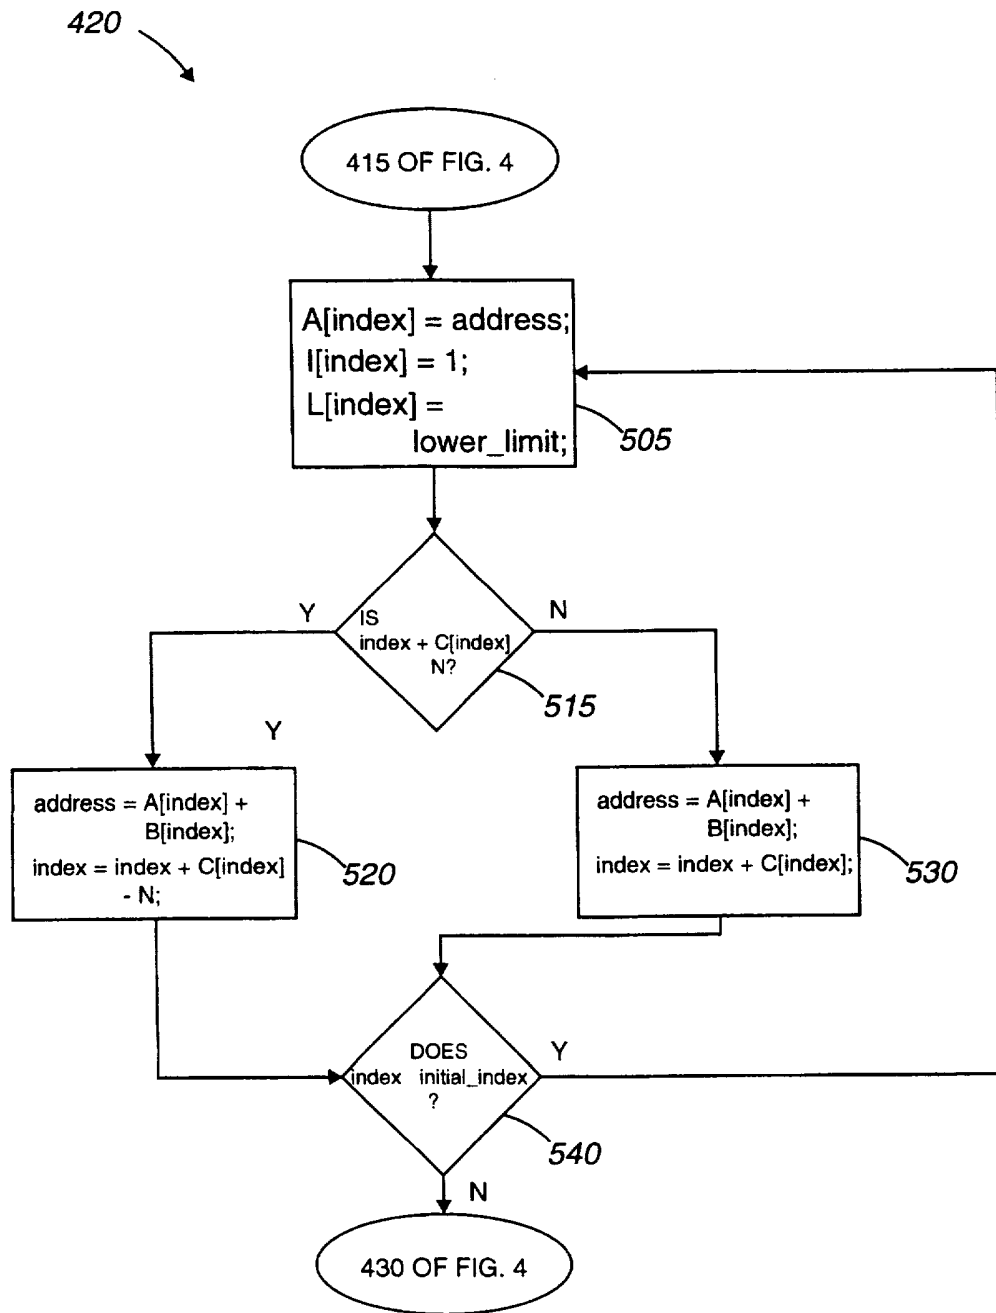 420
415 OF FIG. 4
A[index] = address;
I[index] = 1;
L[index] =
lower_limit;
505
Y
IS
index + C[index]
N?
N
515
Y
address = A[index] +
B[index];
index = index + C[index]
- N;
520
address = A[index] +
B[index];
index = index + C[index];
530
DOES
index initial_index
?
Y
540
N
430 OF FIG. 4